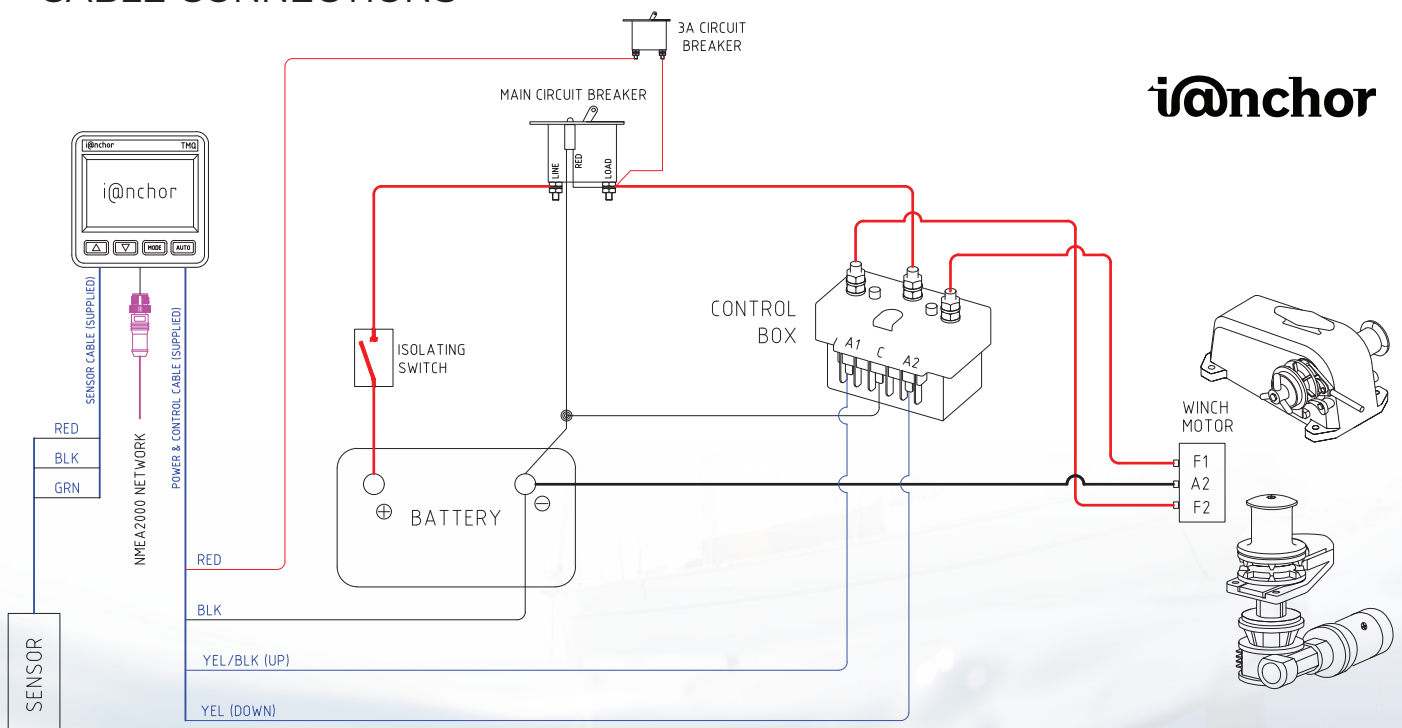 CABLE CONNECTIONS
3A CIRCUIT
BREAKER
i@nchor
MAIN CIRCUIT BREAKER
LINE
RED
LOAD
i@nchor
TMQ
i@nchor
MODE
AUTO
SENSOR CABLE (SUPPLIED)
NMEA2000 NETWORK
POWER & CONTROL CABLE (SUPPLIED)
ISOLATING
SWITCH
CONTROL
BOX
A1
C
A2
WINCH
MOTOR
F1
A2
F2
RED
BLK
GRN
BATTERY
RED
BLK
YEL/BLK (UP)
YEL (DOWN)
SENSOR